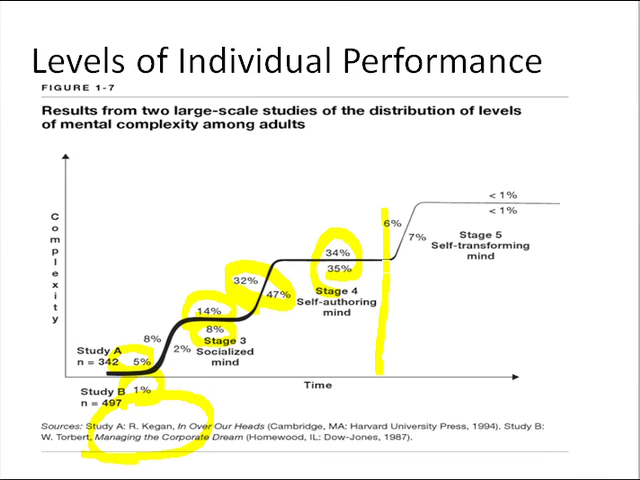 Levels of Individual Performance
FIGURE 1-7
Results from two large-scale studies of the distribution of levels
of mental complexity among adults
Complexity
< 1%
< 1%
6%
7%
Stage 5
Self-transforming
mind
34%
35%
Stage 4
Self-authoring
mind
32%
47%
14%
8%
Stage 3
Socialized
mind
8%
2%
Study A
n = 342
5%
Study B
n = 497
1%
Time
Sources: Study A: R. Kegan, In Over Our Heads (Cambridge, MA: Harvard University Press, 1994). Study B:
W. Torbert, Managing the Corporate Dream (Homewood, IL: Dow-Jones, 1987).